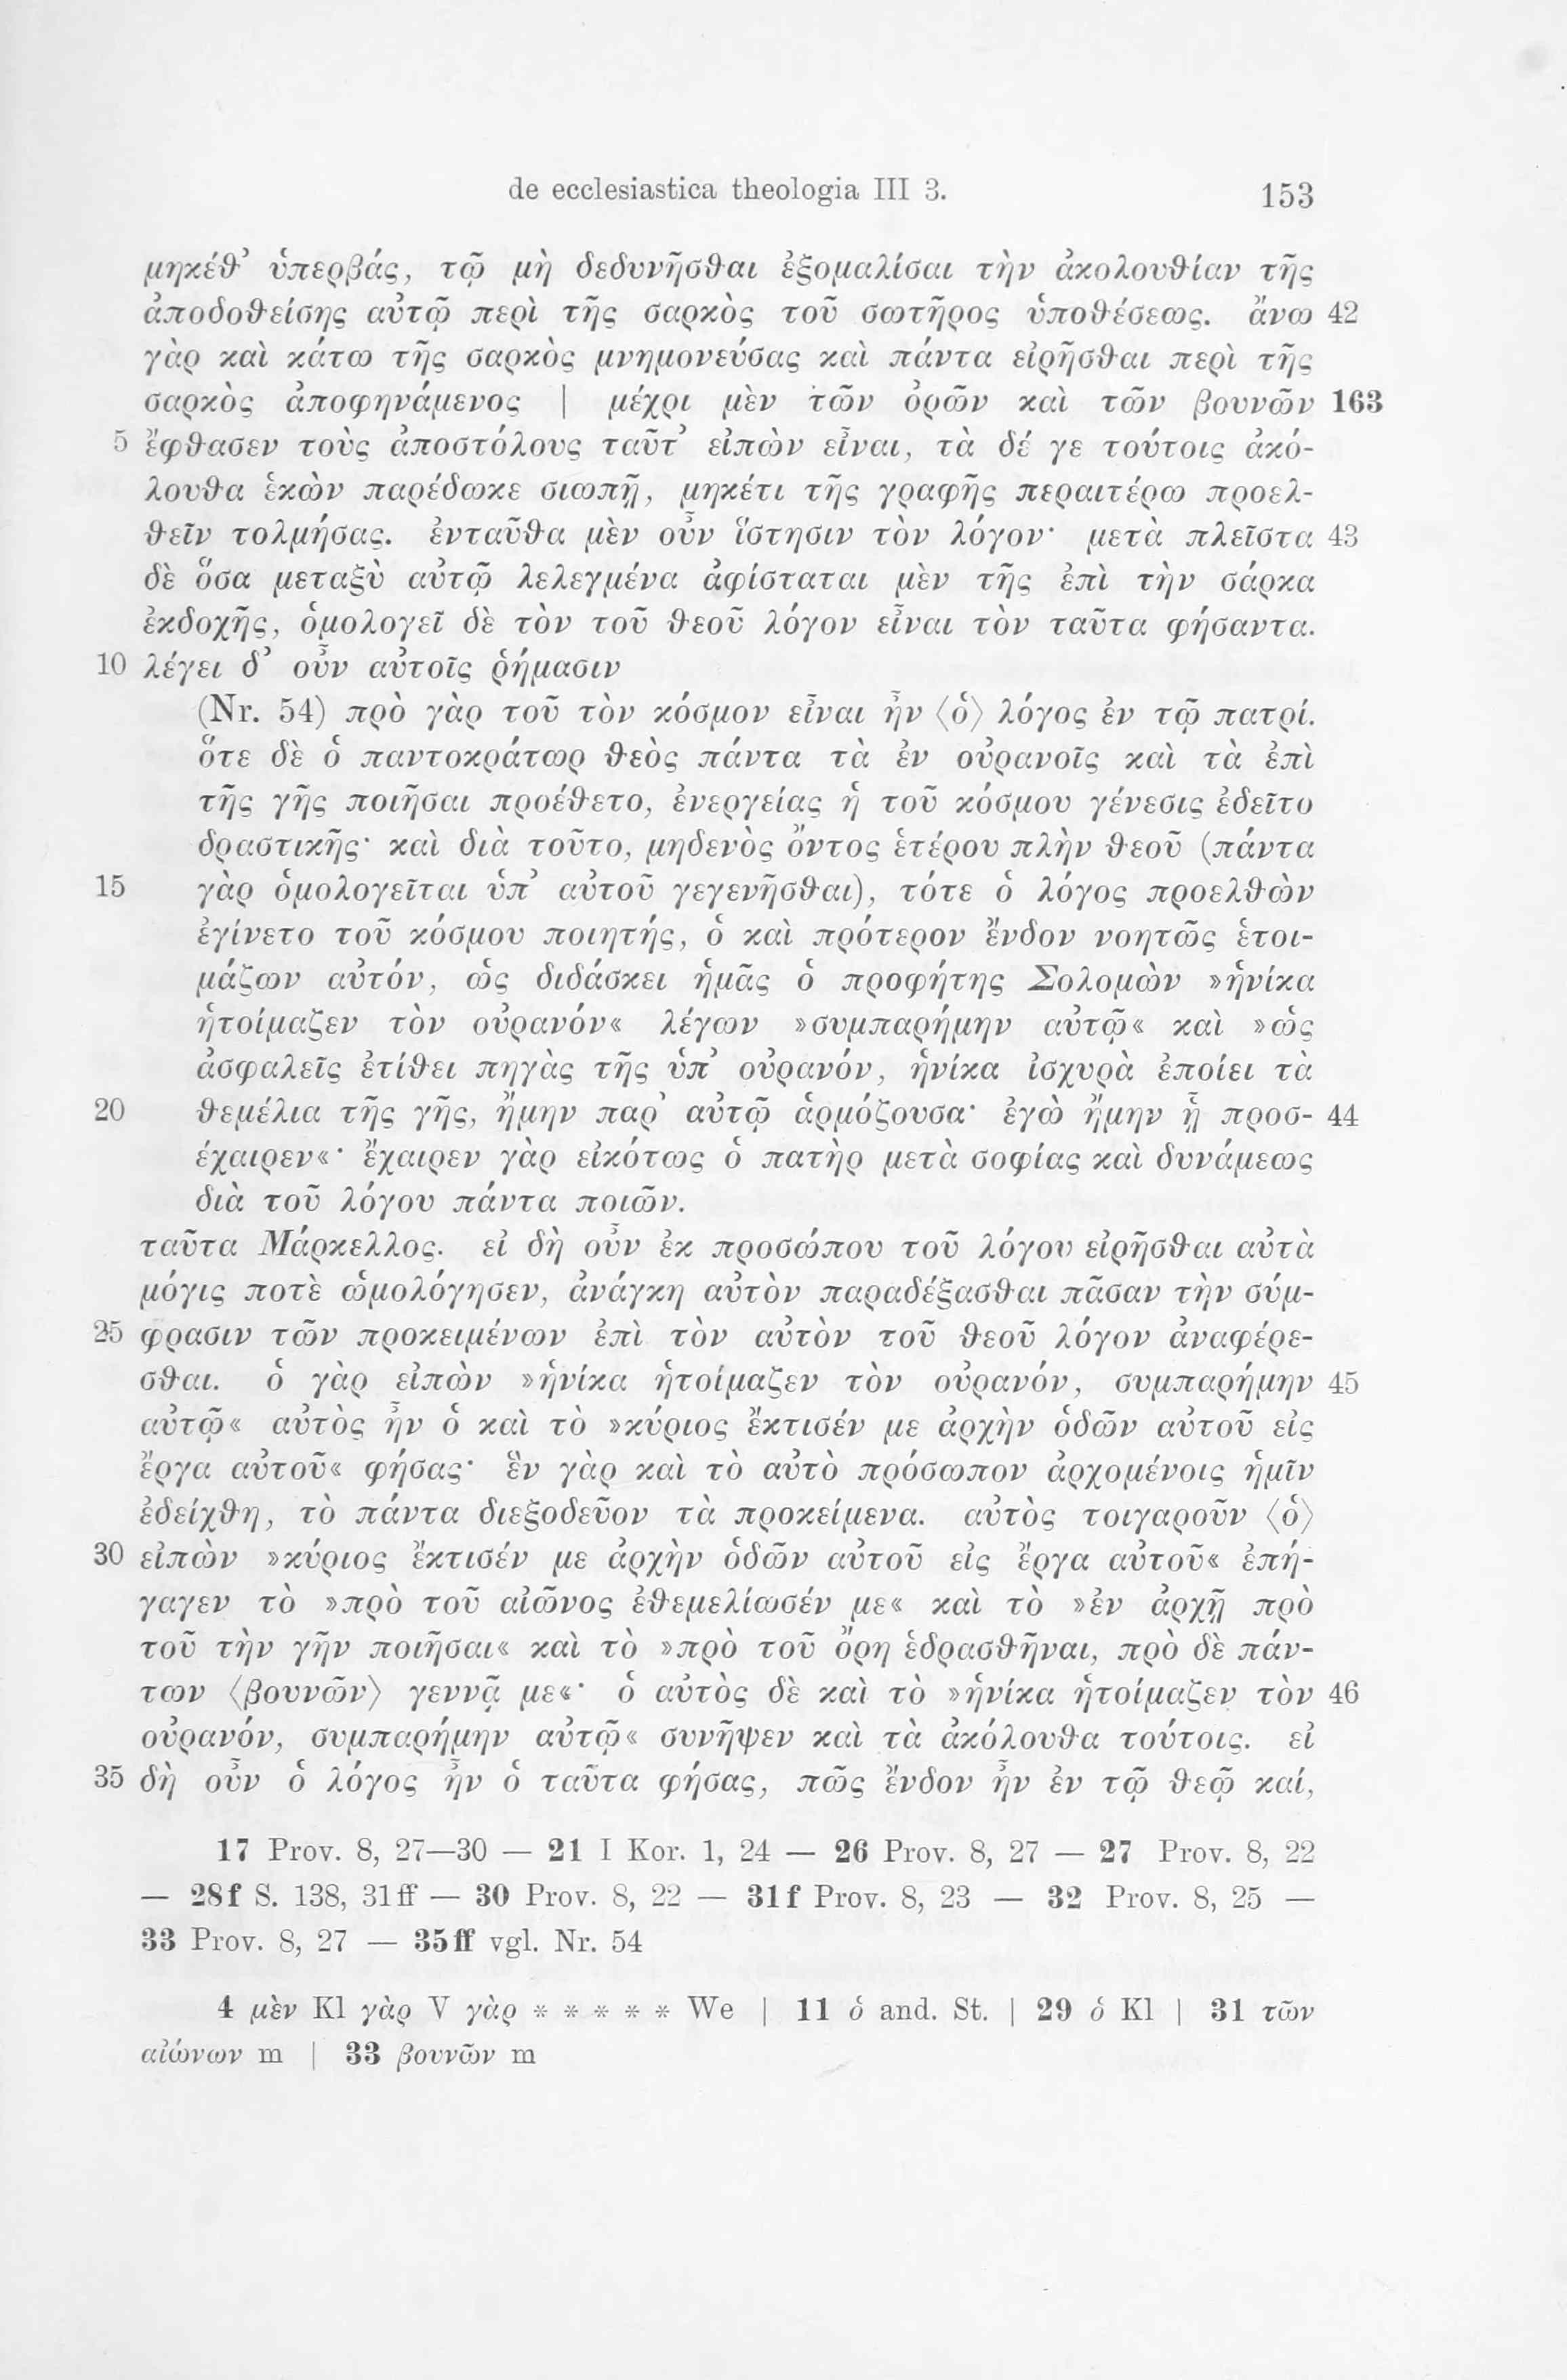 de ecclesiastica theologia III 3. 153
μηκέθ’ ὑπερβάς, τῷ μὴ δεδυνῆσθαι ἐξομαλίσαι τὴν ἀκολουθίαν τῆς
ἀποδοθείσης αὐτῷ περὶ τῆς σαρκὸς τοῦ σωτῆρος ὑποθέσεως. ἄνω 42
γὰρ καὶ κάτω τῆς σαρκὸς μνημονεύσας καὶ πάντα εἰρῆσθαι περὶ τῆς
σαρκὸς ἀποφηνάμενος | μέχρι μὲν τῶν ὀρῶν καὶ τῶν βουνῶν 163
5 ἔφθασεν τοὺς ἀποστόλους ταῦτ’ εἰπὼν εἶναι, τὰ δέ γε τούτοις ἀκό-
λουθα ἑκὼν παρέδωκε σιωπῇ, μηκέτι τῆς γραφῆς περαιτέρω προελ-
θεῖν τολμήσας. ἐνταῦθα μὲν οὖν ἵστησιν τὸν λόγον· μετὰ πλεῖστα 43
δὲ ὅσα μεταξὺ αὐτῷ λελεγμένα ἀφίσταται μὲν τῆς ἐπὶ τὴν σάρκα
ἐκδοχῆς, ὁμολογεῖ δὲ τὸν τοῦ θεοῦ λόγον εἶναι τὸν ταῦτα φήσαντα.
10 λέγει δ’ οὖν αὐτοῖς ῥήμασιν
(Nr. 54) πρὸ γὰρ τοῦ τὸν κόσμον εἶναι ἦν ⟨ὁ⟩ λόγος ἐν τῷ πατρί.
ὅτε δὲ ὁ παντοκράτωρ θεὸς πάντα τὰ ἐν οὐρανοῖς καὶ τὰ ἐπὶ
τῆς γῆς ποιῆσαι προέθετο, ἐνεργείας ἡ τοῦ κόσμου γένεσις ἐδεῖτο
δραστικῆς· καὶ διὰ τοῦτο, μηδενὸς ὄντος ἑτέρου πλὴν θεοῦ (πάντα
15 γὰρ ὁμολογεῖται ὑπ’ αὐτοῦ γεγενῆσθαι), τότε ὁ λόγος προελθὼν
ἐγίνετο τοῦ κόσμου ποιητής, ὁ καὶ πρότερον ἔνδον νοητῶς ἑτοι-
μάζων αὐτόν, ὡς διδάσκει ἡμᾶς ὁ προφήτης Σολομὼν »ἡνίκα
ἡτοίμαζεν τὸν οὐρανόν« λέγων »συμπαρήμην αὐτῷ« καὶ »ὡς
ἀσφαλεῖς ἐτίθει πηγὰς τῆς ὑπ’ οὐρανόν, ἡνίκα ἰσχυρὰ ἐποίει τὰ
20 θεμέλια τῆς γῆς, ἤμην παρ’ αὐτῷ ἁρμόζουσα· ἐγὼ ἤμην ᾗ προσ- 44
έχαιρεν«· ἔχαιρεν γὰρ εἰκότως ὁ πατὴρ μετὰ σοφίας καὶ δυνάμεως
διὰ τοῦ λόγου πάντα ποιῶν.
ταῦτα Μάρκελλος. εἰ δὴ οὖν ἐκ προσώπου τοῦ λόγου εἰρῆσθαι αὐτὰ
μόγις ποτὲ ὡμολόγησεν, ἀνάγκη αὐτὸν παραδέξασθαι πᾶσαν τὴν σύμ-
25 φρασιν τῶν προκειμένων ἐπὶ τὸν αὐτὸν τοῦ θεοῦ λόγον ἀναφέρε-
σθαι. ὁ γὰρ εἰπὼν »ἡνίκα ἡτοίμαζεν τὸν οὐρανόν, συμπαρήμην 45
αὐτῷ« αὐτὸς ἦν ὁ καὶ τὸ »κύριος ἔκτισέν με ἀρχὴν ὁδῶν αὐτοῦ εἰς
ἔργα αὐτοῦ« φήσας· ἓν γὰρ καὶ τὸ αὐτὸ πρόσωπον ἀρχομένοις ἡμῖν
ἐδείχθη, τὸ πάντα διεξοδεῦον τὰ προκείμενα. αὐτὸς τοιγαροῦν ⟨ὁ⟩
30 εἰπὼν »κύριος ἔκτισέν με ἀρχὴν ὁδῶν αὐτοῦ εἰς ἔργα αὐτοῦ« ἐπή-
γαγεν τὸ »πρὸ τοῦ αἰῶνος ἐθεμελίωσέν με« καὶ τὸ »ἐν ἀρχῇ πρὸ
τοῦ τὴν γῆν ποιῆσαι« καὶ τὸ »πρὸ τοῦ ὄρη ἑδρασθῆναι, πρὸ δὲ πάν-
των ⟨βουνῶν⟩ γεννᾷ με«· ὁ αὐτὸς δὲ καὶ τὸ »ἡνίκα ἡτοίμαζεν τὸν 46
οὐρανόν, συμπαρήμην αὐτῷ« συνῆψεν καὶ τὰ ἀκόλουθα τούτοις. εἰ
35 δὴ οὖν ὁ λόγος ἦν ὁ ταῦτα φήσας, πῶς ἔνδον ἦν ἐν τῷ θεῷ καί,
17 Prov. 8, 27—30 — 21 I Kor. 1, 24 — 26 Prov. 8, 27 — 27 Prov. 8, 22
— 28f S. 138, 31ff — 30 Prov. 8, 22 — 31f Prov. 8, 23 — 32 Prov. 8, 25 —
33 Prov. 8, 27 — 35ff vgl. Nr. 54
4 μὲν Kl γὰρ V γὰρ * * * * * We | 11 ὁ and. St. | 29 ὁ Kl | 31 τῶν
αἰώνων m | 33 βουνῶν m